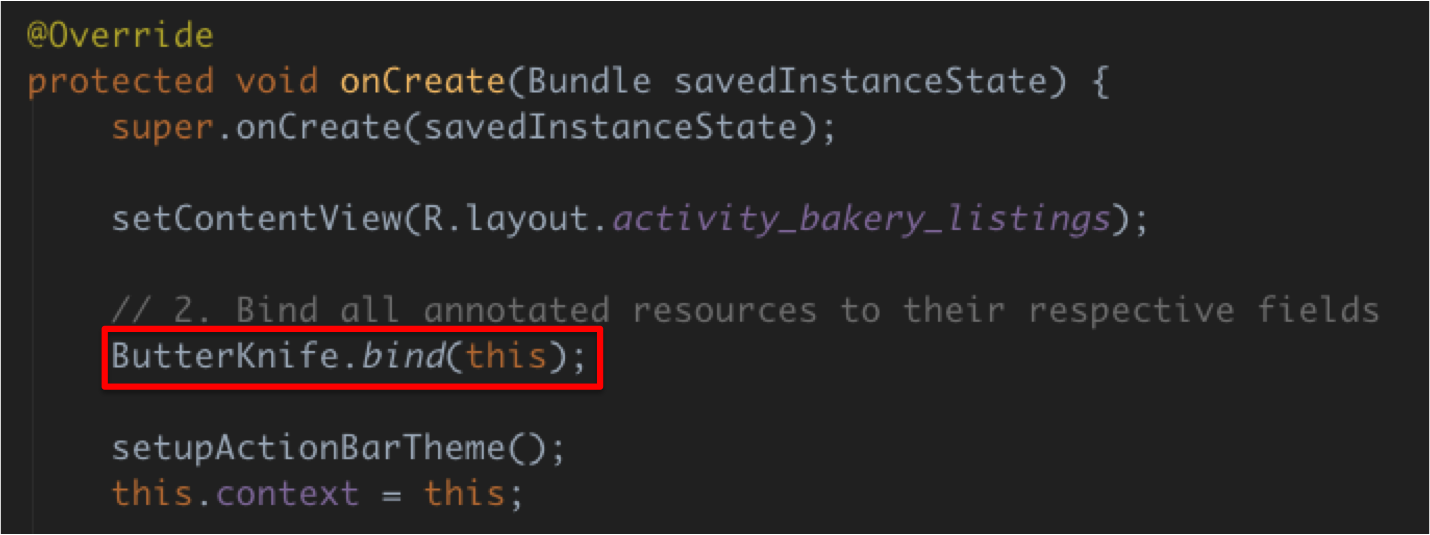 @Override
protected void onCreate(Bundle savedInstanceState) {
super.onCreate(savedInstanceState);
setContentView(R.layout.activity_bakery_listings);
// 2. Bind all annotated resources to their respective fields
ButterKnife.bind(this);
setupActionBarTheme();
this.context = this;